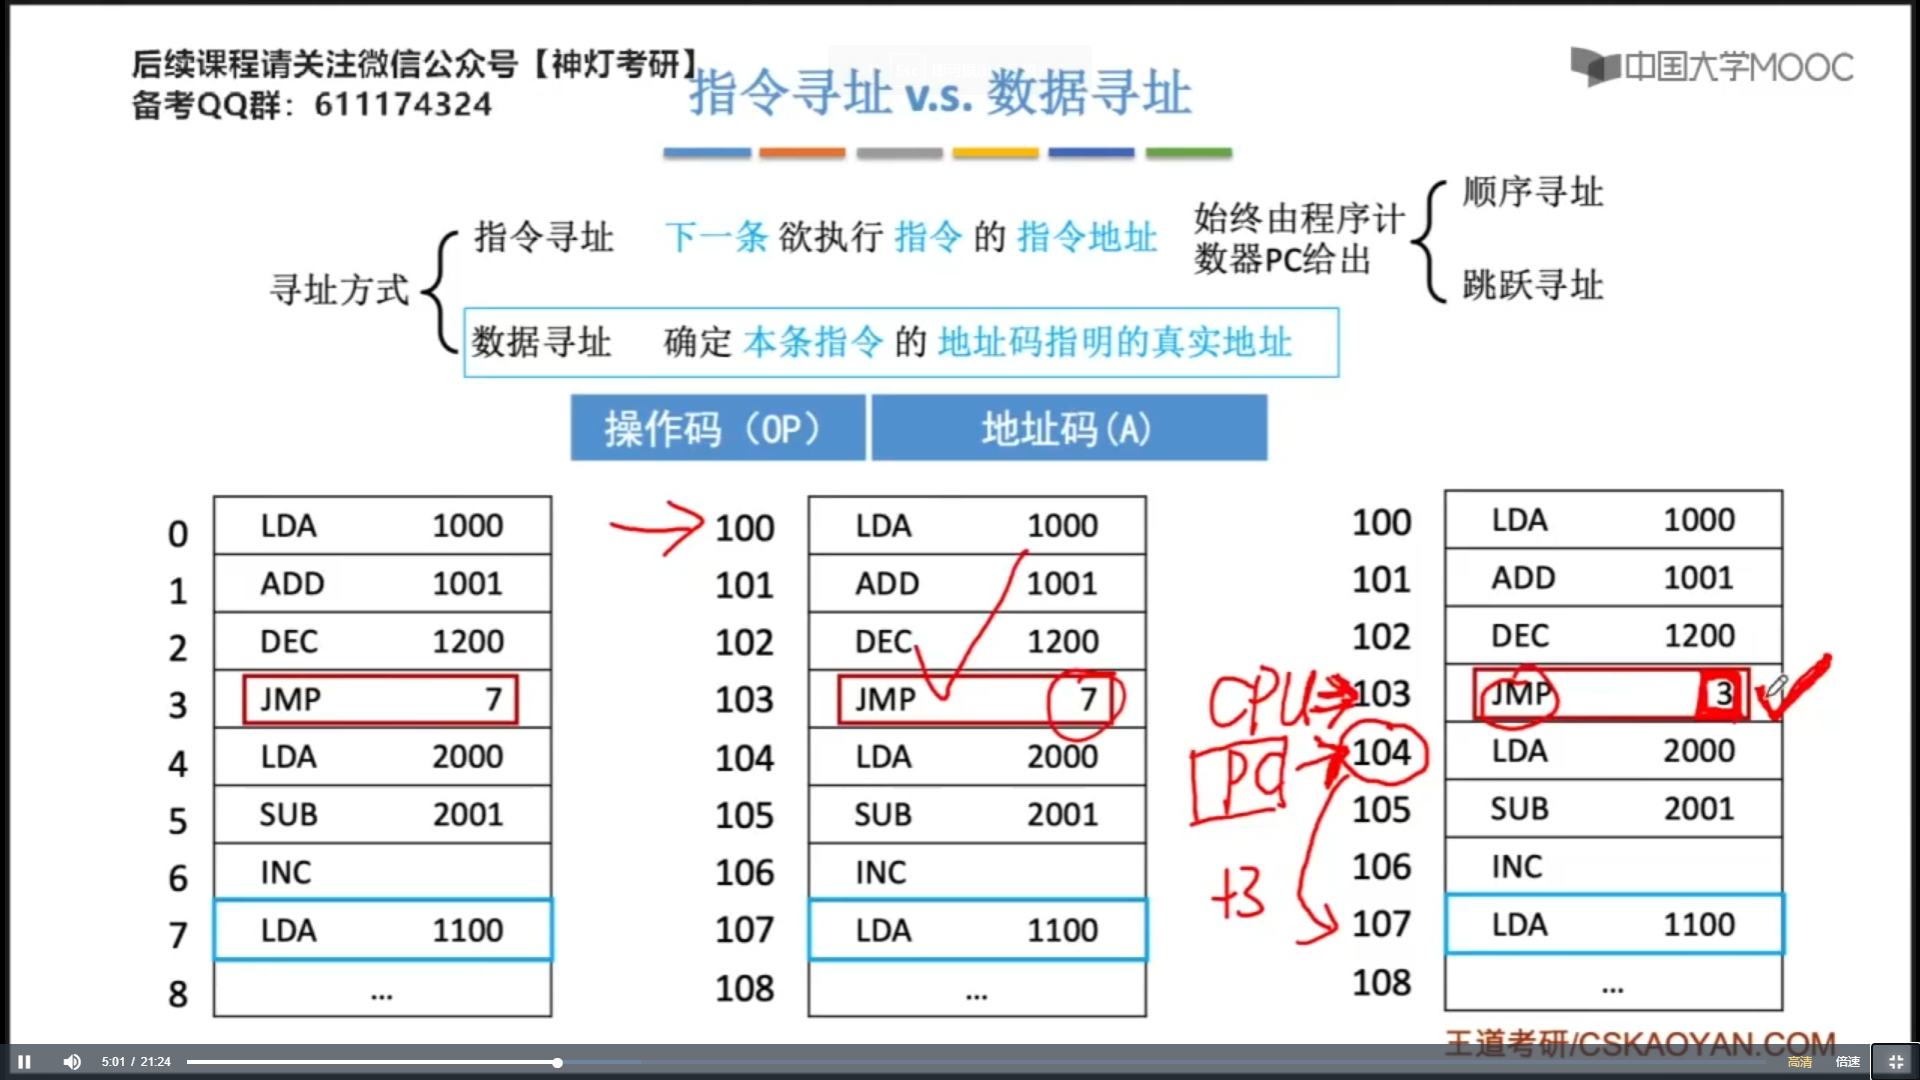 后续课程请关注微信公众号【神灯考研】
备考QQ群：611174324
中国大学MOOC
指令寻址 v.s. 数据寻址
寻址方式
指令寻址 下一条 欲执行 指令 的 指令地址
始终由程序计
数器PC给出
顺序寻址
跳跃寻址
数据寻址 确定 本条指令 的 地址码指明的真实地址
操作码（OP） 地址码(A)
0 LDA 1000
1 ADD 1001
2 DEC 1200
3 JMP 7
4 LDA 2000
5 SUB 2001
6 INC
7 LDA 1100
8 ...
100 LDA 1000
101 ADD 1001
102 DEC 1200
103 JMP 7
104 LDA 2000
105 SUB 2001
106 INC
107 LDA 1100
108 ...
CPU
PC
+3
100 LDA 1000
101 ADD 1001
102 DEC 1200
103 JMP 3
104 LDA 2000
105 SUB 2001
106 INC
107 LDA 1100
108 ...
王道考研/CSKAOYAN.COM
5:01 / 21:24
高清 倍速